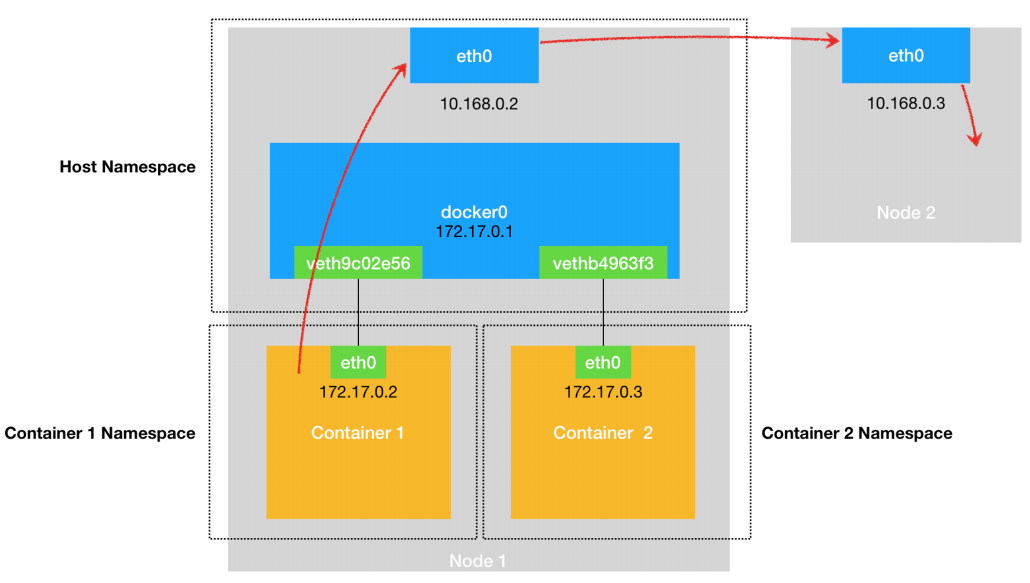 eth0
eth0
10.168.0.2
10.168.0.3
Host Namespace
docker0
172.17.0.1
Node 2
veth9c02e56
vethb4963f3
eth0
eth0
172.17.0.2
172.17.0.3
Container 1 Namespace
Container 1
Container 2
Container 2 Namespace
Node 1